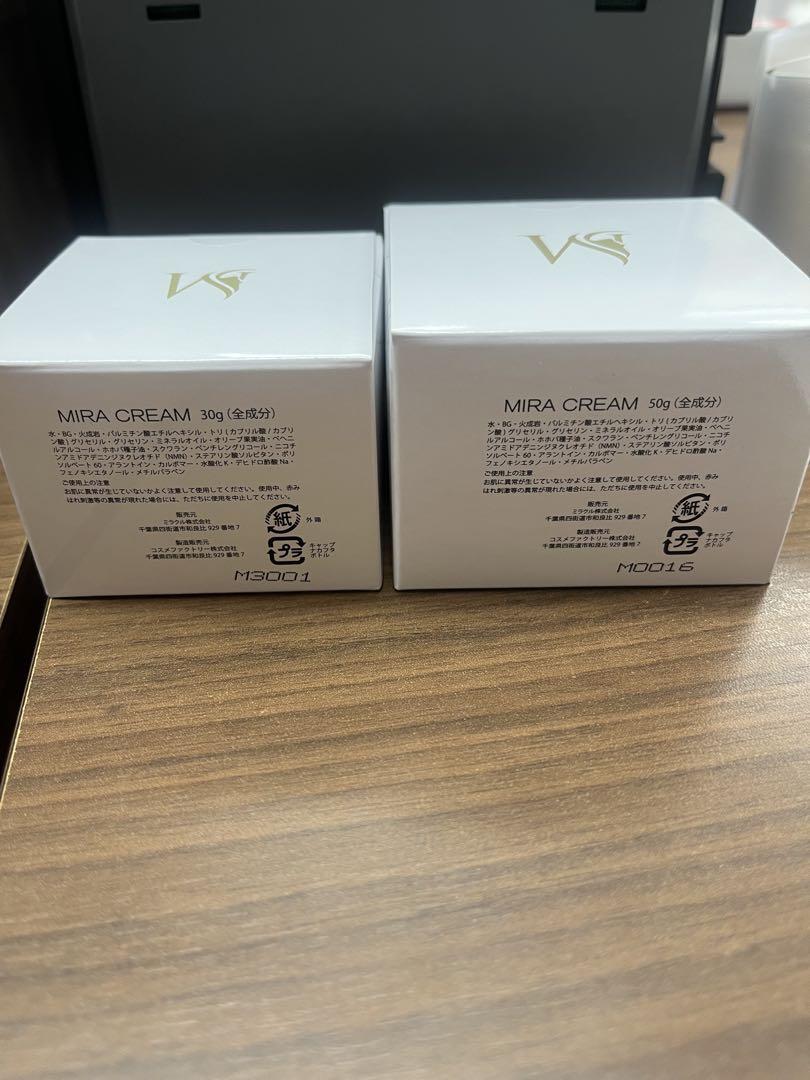 MIRA CREAM 30g(全成分)
水・BG・火成岩・パルミチン酸エチルヘキシル・トリ(カプリル酸/カプリ
ン酸)グリセリル・グリセリン・ミネラルオイル・オリーブ果実油・ベヘニ
ルアルコール・ホホバ種子油・スクワラン・ペンチレングリコール・ニコチ
ンアミドアデニンジヌクレオチド(NMN)・ステアリン酸ソルビタン・ポリ
ソルベート60・アラントイン・カルボマー・水酸化K・デヒドロ酢酸Na・
フェノキシエタノール・メチルパラベン
ご使用上の注意
お肌に異常が生じていないかよく注意して使用してください。使用中、赤み
はれ刺激等の異常が現れた場合には、ただちに使用を中止してください。
販売元
ミラクル株式会社
千葉県四街道市和良比929番地7
製造販売元
コスメファクトリー株式会社
千葉県四街道市和良比929番地7
紙 外箱
プラ キャップ
ナカブタ
ボトル
M3001
MIRA CREAM 50g(全成分)
水・BG・火成岩・パルミチン酸エチルヘキシル・トリ(カプリル酸/カプリ
ン酸)グリセリル・グリセリン・ミネラルオイル・オリーブ果実油・ベヘニ
ルアルコール・ホホバ種子油・スクワラン・ペンチレングリコール・ニコチ
ンアミドアデニンジヌクレオチド(NMN)・ステアリン酸ソルビタン・ポリ
ソルベート60・アラントイン・カルボマー・水酸化K・デヒドロ酢酸Na・
フェノキシエタノール・メチルパラベン
ご使用上の注意
お肌に異常が生じていないかよく注意して使用してください。使用中、赤み
はれ刺激等の異常が現れた場合には、ただちに使用を中止してください。
販売元
ミラクル株式会社
千葉県四街道市和良比929番地7
製造販売元
コスメファクトリー株式会社
千葉県四街道市和良比929番地7
紙 外箱
プラ キャップ
ナカブタ
ボトル
M0016